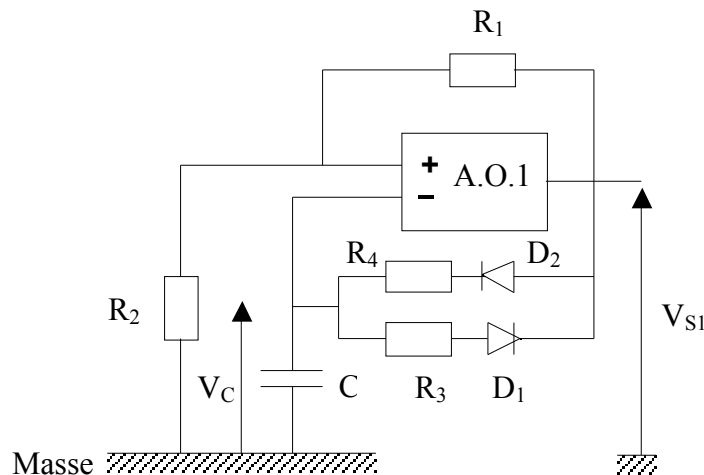 R1
+
−
A.O.1
R4
D2
R2
VS1
VC
C
R3
D1
Masse